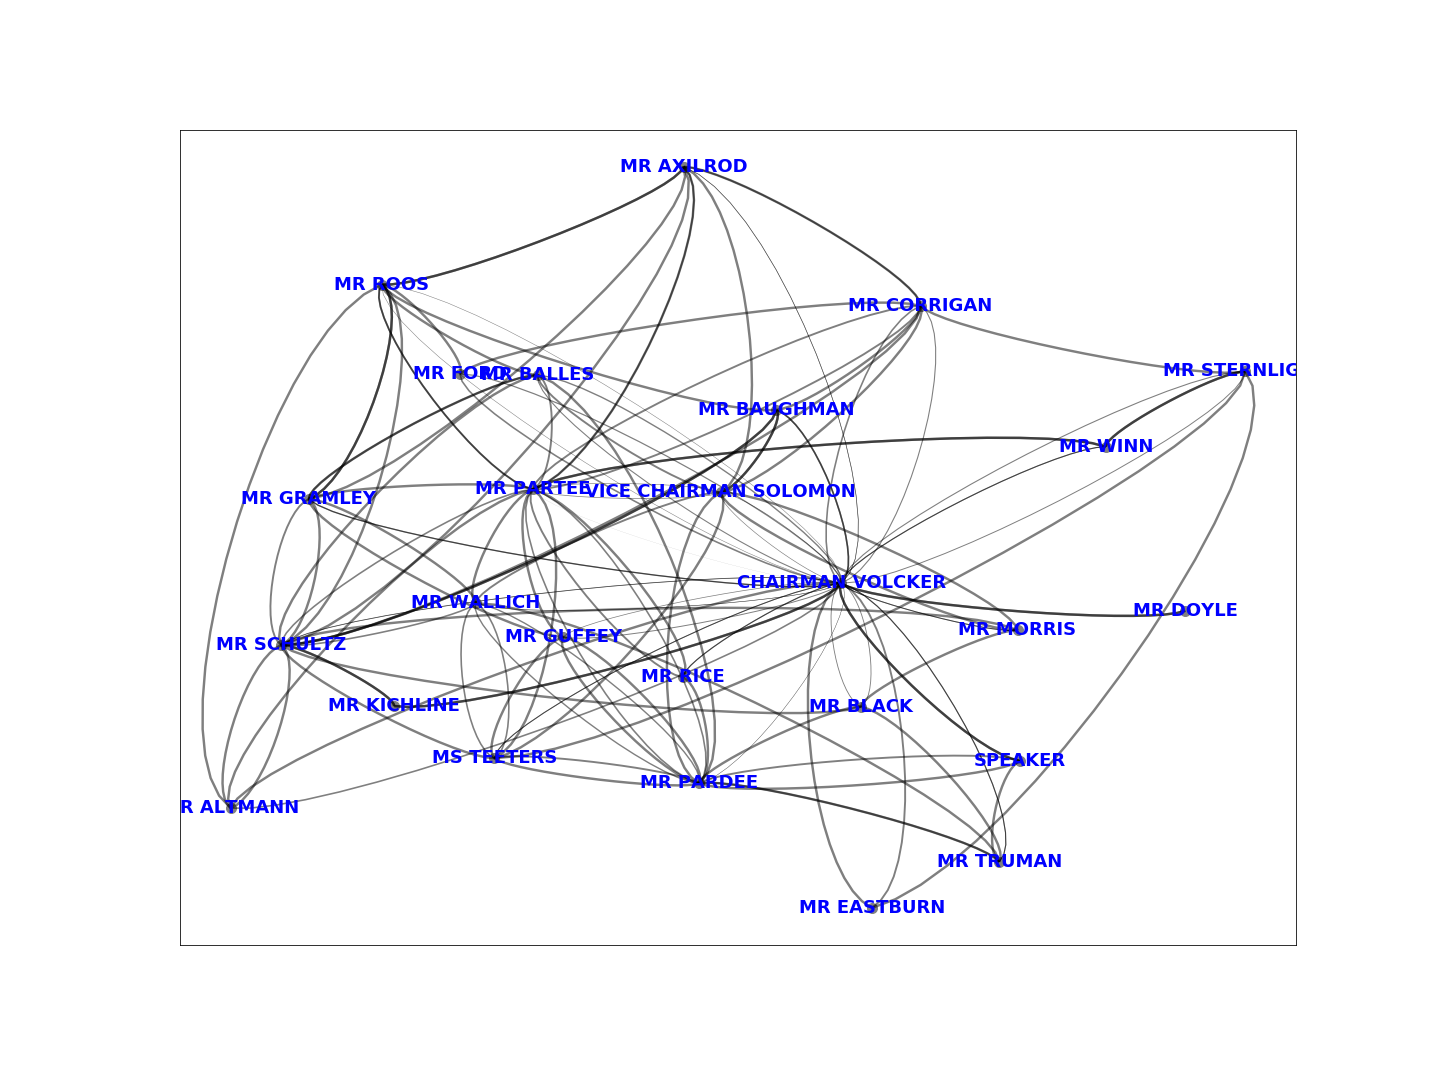 MR AXILROD
MR ROOS
MR CORRIGAN
MR FORD
MR BALLES
MR STERNLIG
MR BAUGHMAN
MR WINN
MR GRAMLEY
MR PARTEE
VICE CHAIRMAN SOLOMON
CHAIRMAN VOLCKER
MR WALLICH
MR DOYLE
MR MORRIS
MR GUFFEY
MR SCHULTZ
MR RICE
MR KICHLINE
MR BLACK
MS TEETERS
SPEAKER
MR PARDEE
R ALTMANN
MR TRUMAN
MR EASTBURN